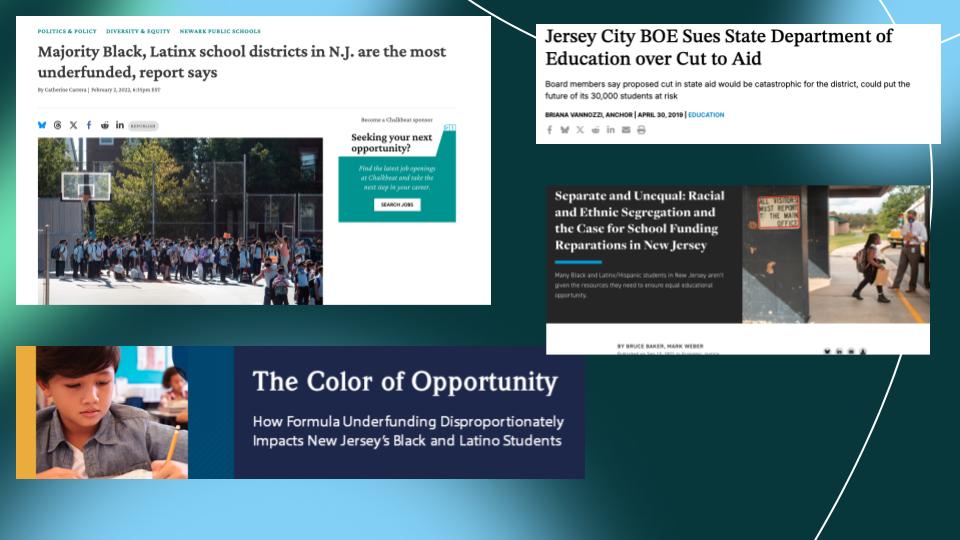 POLITICS & POLICY DIVERSITY & EQUITY NEWARK PUBLIC SCHOOLS
Majority Black, Latinx school districts in N.J. are the most
underfunded, report says
By Catherine Carrera | February 2, 2022, 6:35pm EST
REPUBLISH
Become a Chalkbeat sponsor
Seeking your next
opportunity?
Find the latest job openings
at Chalkbeat and take the
next step in your career.
SEARCH JOBS
Jersey City BOE Sues State Department of
Education over Cut to Aid
Board members say proposed cut in state aid would be catastrophic for the district, could put the
future of its 30,000 students at risk
BRIANA VANNOZZI, ANCHOR | APRIL 30, 2019 | EDUCATION
Separate and Unequal: Racial
and Ethnic Segregation and
the Case for School Funding
Reparations in New Jersey
Many Black and Latinx/Hispanic students in New Jersey aren't
given the resources they need to ensure equal educational
opportunity.
ALL VISITORS
MUST REPORT
TO THE MAIN
OFFICE
BY BRUCE BAKER, MARK WEBER
The Color of Opportunity
How Formula Underfunding Disproportionately
Impacts New Jersey's Black and Latino Students